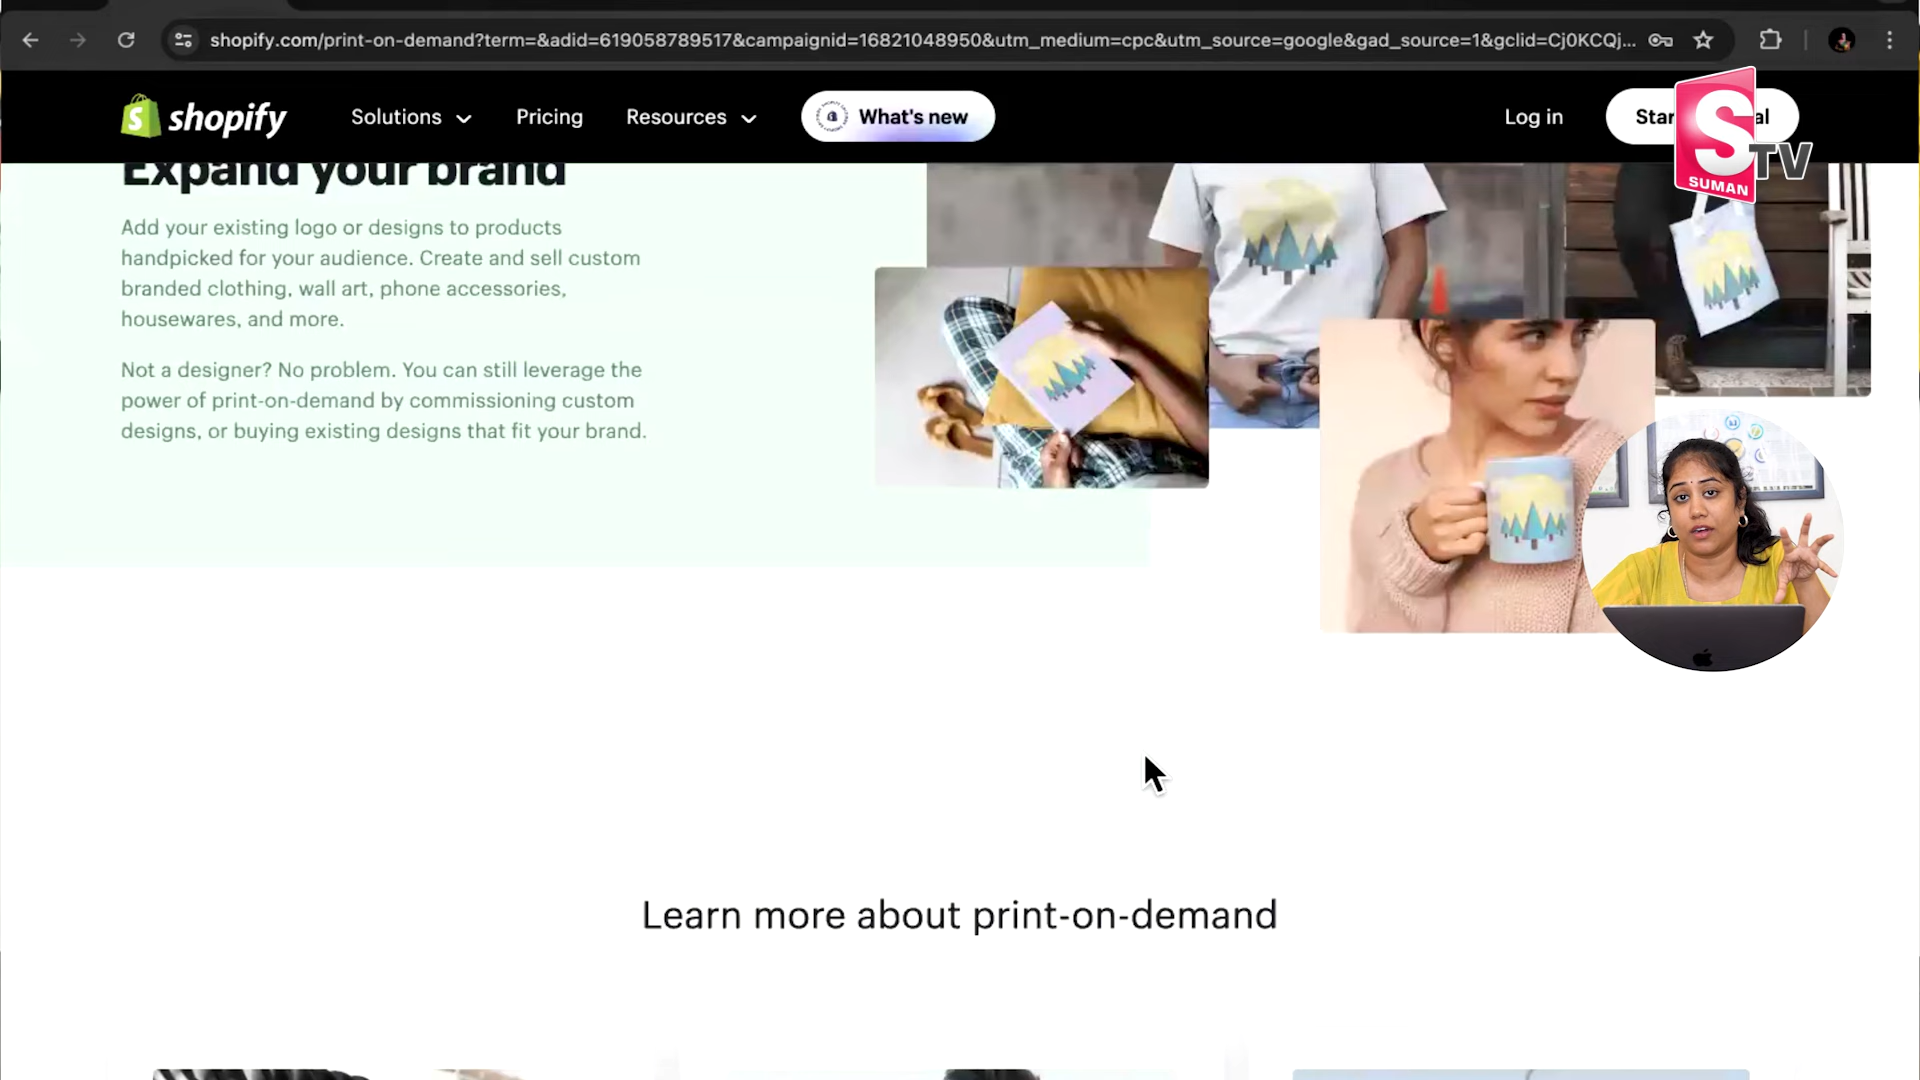 shopify.com/print-on-demand?term=&adid=619058789517&campaignid=16821048950&utm_medium=cpc&utm_source=google&gad_source=1&gclid=Cj0KCQj...
shopify
Solutions
Pricing
Resources
What's new
Log in
Star
al
S
TV
SUMAN
Expand your brand
Add your existing logo or designs to products
handpicked for your audience. Create and sell custom
branded clothing, wall art, phone accessories,
housewares, and more.
Not a designer? No problem. You can still leverage the
power of print-on-demand by commissioning custom
designs, or buying existing designs that fit your brand.
Learn more about print-on-demand